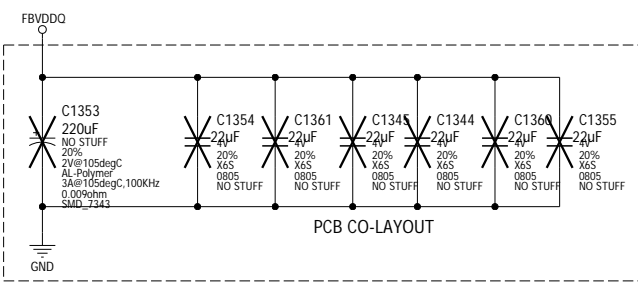 FBVDDQ
C1353
220uF
NO STUFF
20%
2V@105degC
AL-Polymer
3A@105degC,100KHz
0.009ohm
SMD_7343
C1354
22uF
4V
20%
X6S
0805
NO STUFF
C1361
22uF
4V
20%
X6S
0805
NO STUFF
C1345
22uF
4V
20%
X6S
0805
NO STUFF
C1344
22uF
4V
20%
X6S
0805
NO STUFF
C1360
22uF
4V
20%
X6S
0805
NO STUFF
C1355
22uF
4V
20%
X6S
0805
NO STUFF
PCB CO-LAYOUT
GND